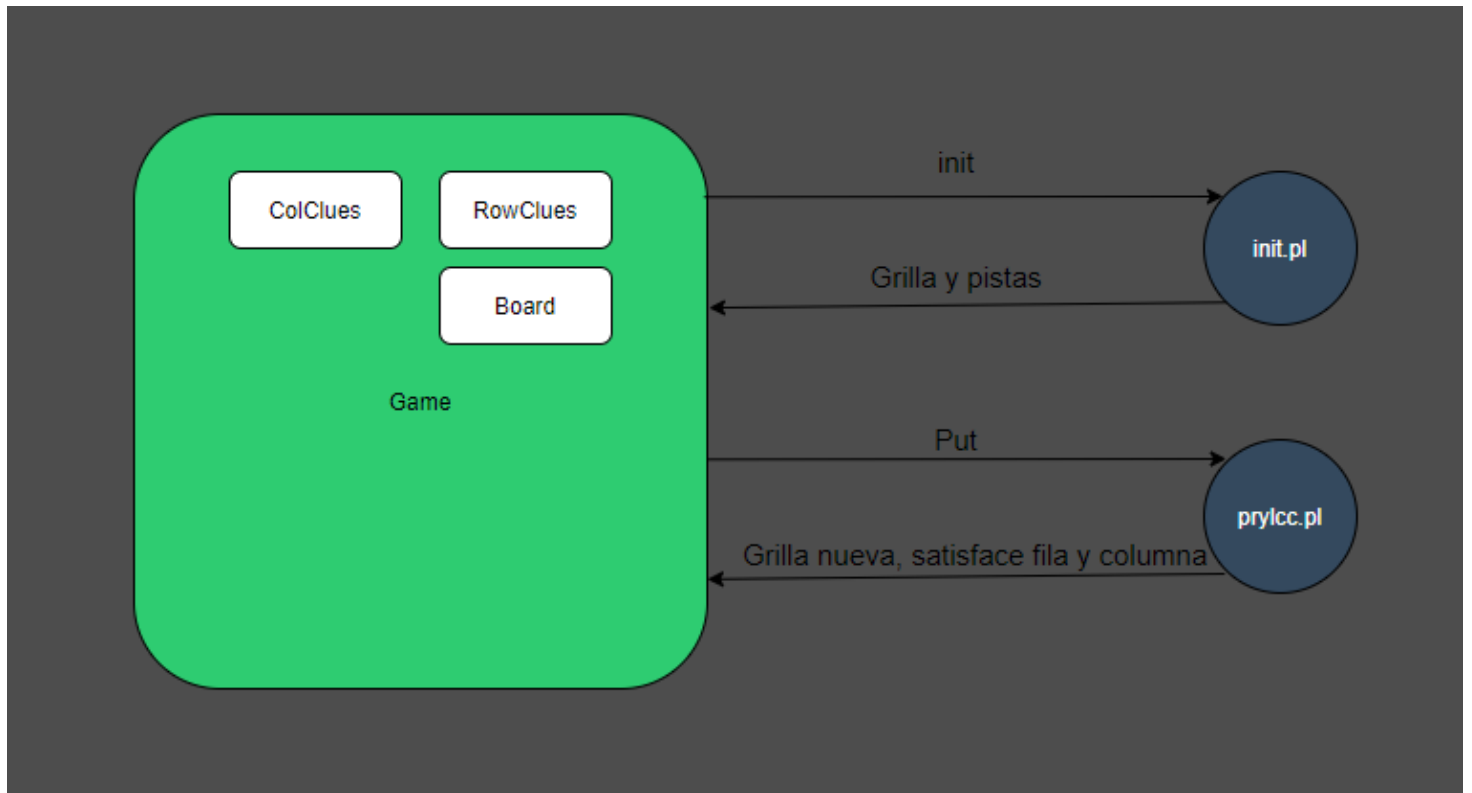 init
ColClues
RowClues
init.pl
Grilla y pistas
Board
Game
Put
prylcc.pl
Grilla nueva, satisface fila y columna